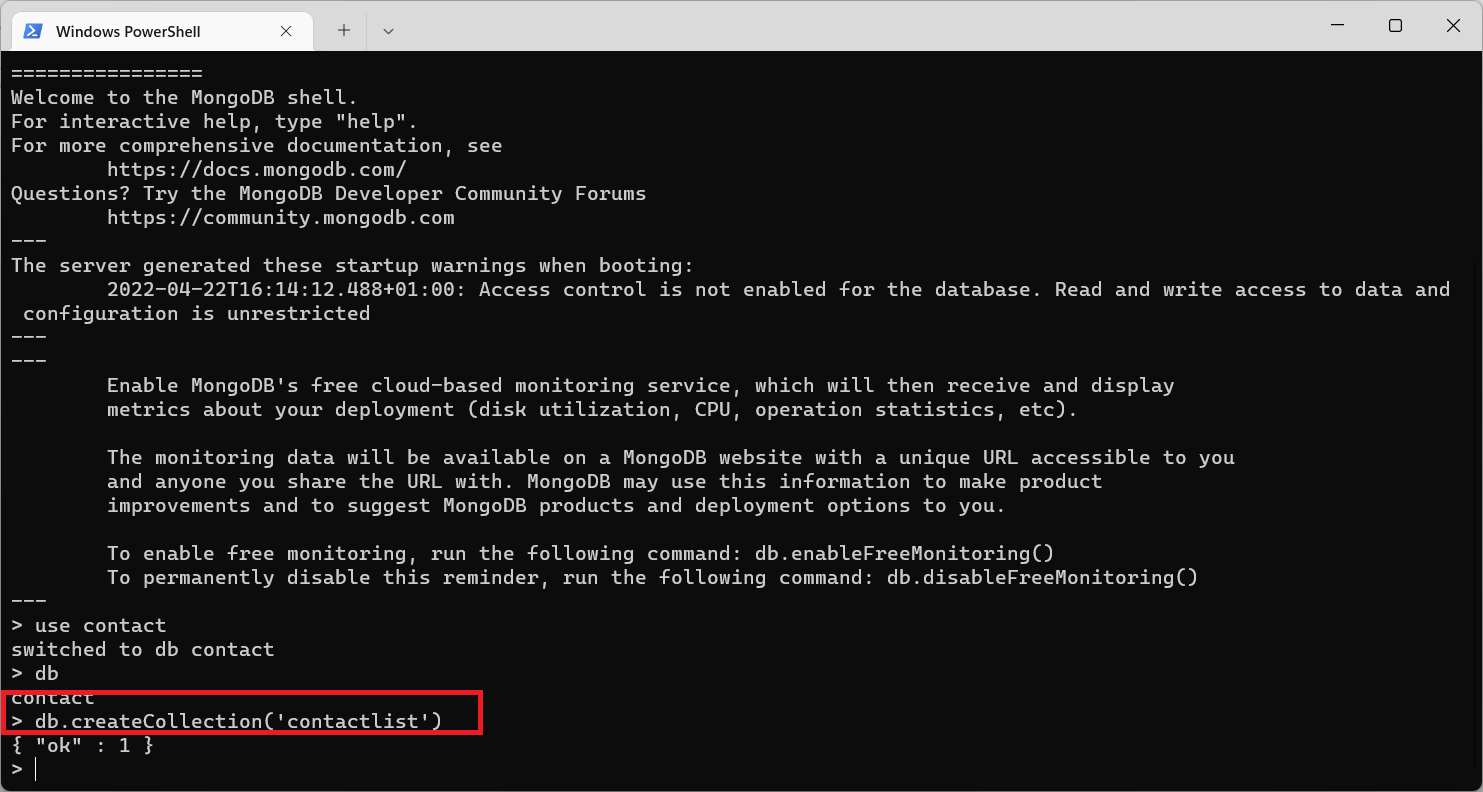 Windows PowerShell
================
Welcome to the MongoDB shell.
For interactive help, type "help".
For more comprehensive documentation, see
https://docs.mongodb.com/
Questions? Try the MongoDB Developer Community Forums
https://community.mongodb.com
---
The server generated these startup warnings when booting:
2022-04-22T16:14:12.488+01:00: Access control is not enabled for the database. Read and write access to data and
configuration is unrestricted
---
---
Enable MongoDB's free cloud-based monitoring service, which will then receive and display
metrics about your deployment (disk utilization, CPU, operation statistics, etc).
The monitoring data will be available on a MongoDB website with a unique URL accessible to you
and anyone you share the URL with. MongoDB may use this information to make product
improvements and to suggest MongoDB products and deployment options to you.
To enable free monitoring, run the following command: db.enableFreeMonitoring()
To permanently disable this reminder, run the following command: db.disableFreeMonitoring()
---
> use contact
switched to db contact
> db
contact
> db.createCollection('contactlist')
{ "ok" : 1 }
>